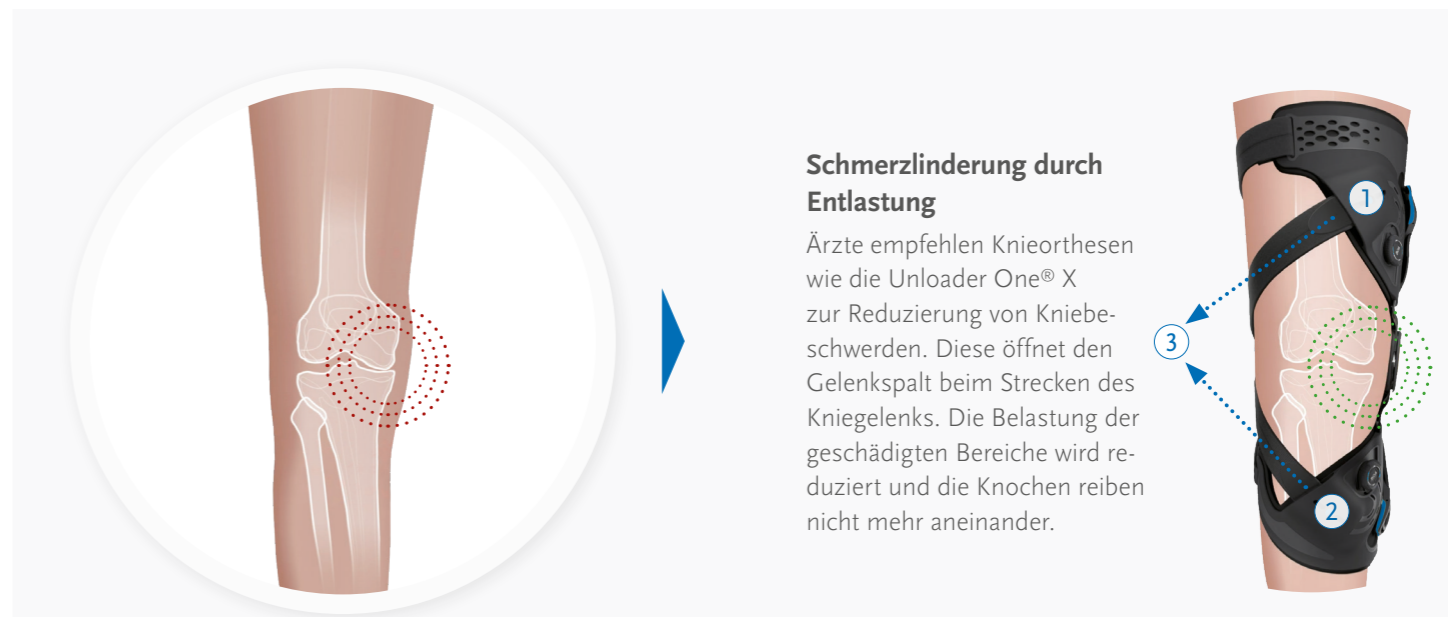 Schmerzlinderung durch
Entlastung
Ärzte empfehlen Knieorthesen
wie die Unloader One® X
zur Reduzierung von Kniebe-
schwerden. Diese öffnet den
Gelenkspalt beim Strecken des
Kniegelenks. Die Belastung der
geschädigten Bereiche wird re-
duziert und die Knochen reiben
nicht mehr aneinander.
1
3
2